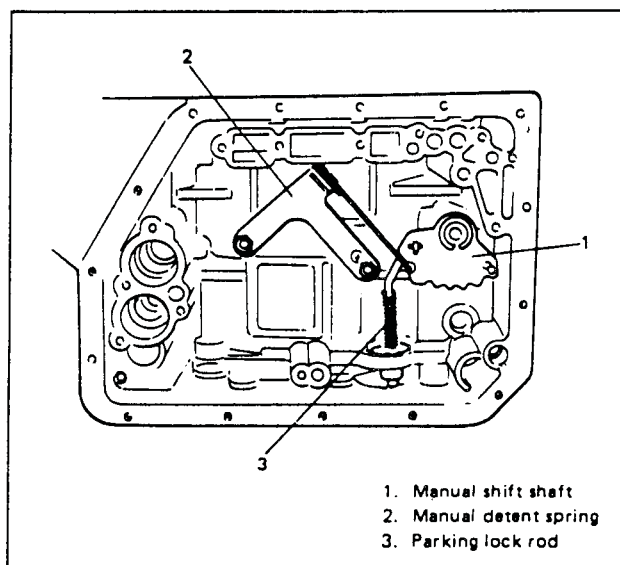 2
1
3
1. Manual shift shaft
2. Manual detent spring
3. Parking lock rod